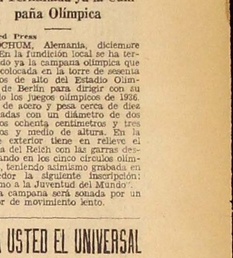 paña Olímpica
ed Press
OCHUM, Alemania, diciembre
En la fundición local se ha ter-
do ya la campana olímpica que
colocada en la torre de sesenta
os de alto del Estadio Olím-
de Berlín para dirigir con su
do los juegos olímpicos de 1936.
de acero y pesa cerca de diez
adas con un diámetro de dos
os ochenta centímetros y tres
os y medio de altura. En la
e exterior tiene en relieve el
a del Reich con las garras des-
ando en los cinco círculos olím-
, teniendo asimismo grabada en
edor la siguiente inscripción:
mo a la Juventud del Mundo".
a campana será sonada por un
or de movimiento lento.
A USTED EL UNIVERSAL